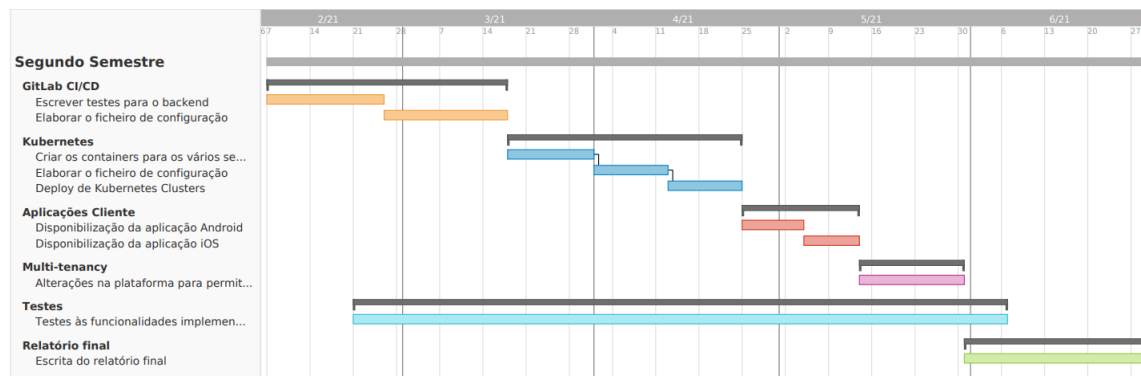 2/21 3/21 4/21 5/21 6/21
67 14 21 28 7 14 21 28 4 11 18 25 2 9 16 23 30 6 13 20 27
Segundo Semestre
GitLab CI/CD
Escrever testes para o backend
Elaborar o ficheiro de configuração
Kubernetes
Criar os containers para os vários se...
Elaborar o ficheiro de configuração
Deploy de Kubernetes Clusters
Aplicações Cliente
Disponibilização da aplicação Android
Disponibilização da aplicação iOS
Multi-tenancy
Alterações na plataforma para permit...
Testes
Testes às funcionalidades implemen...
Relatório final
Escrita do relatório final